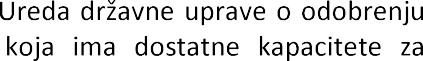 Ureda državne uprave o odobrenju
koja ima dostatne kapacitete za